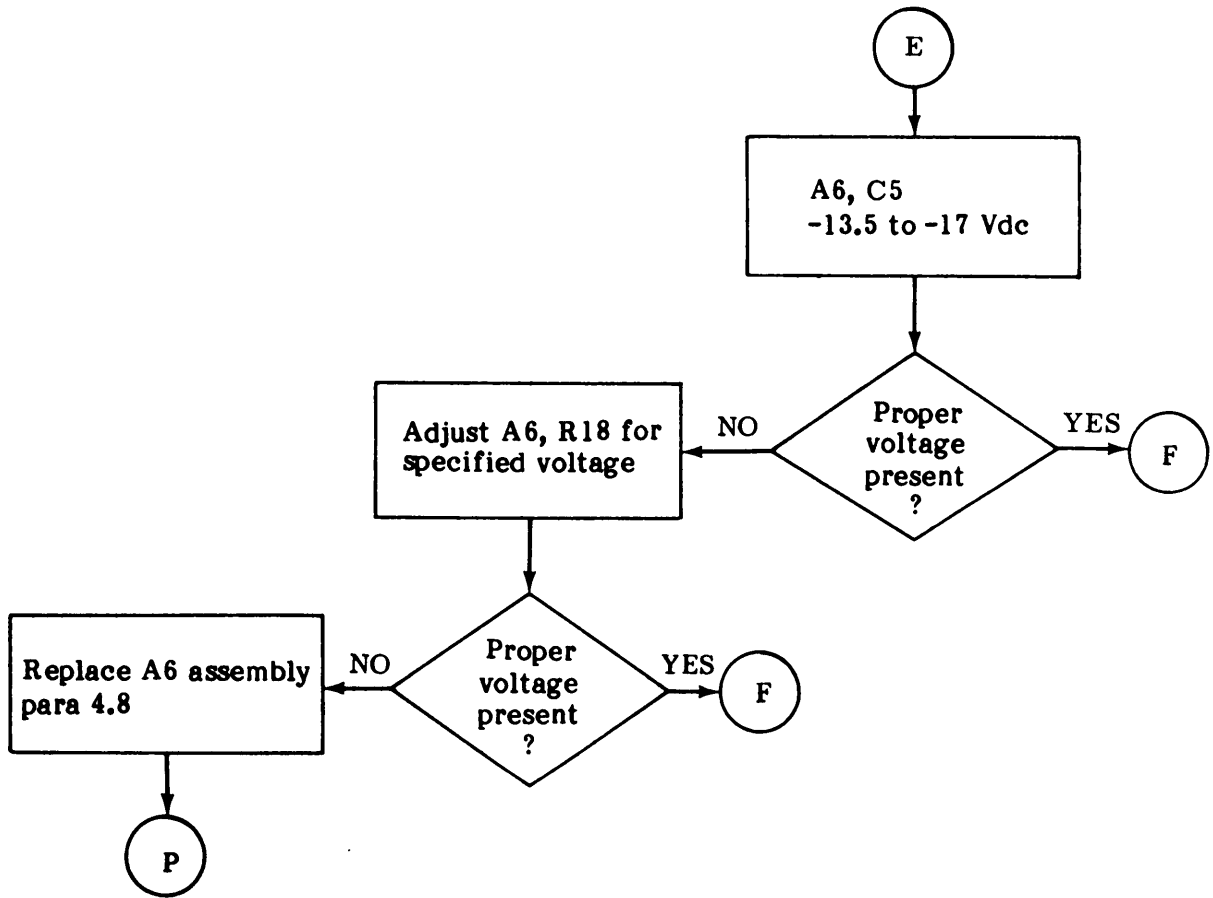 E
A6, C5
-13.5 to -17 Vdc
Proper
voltage
present
?
YES
F
NO
Adjust A6, R18 for
specified voltage
Proper
voltage
present
?
YES
F
NO
Replace A6 assembly
para 4.8
P